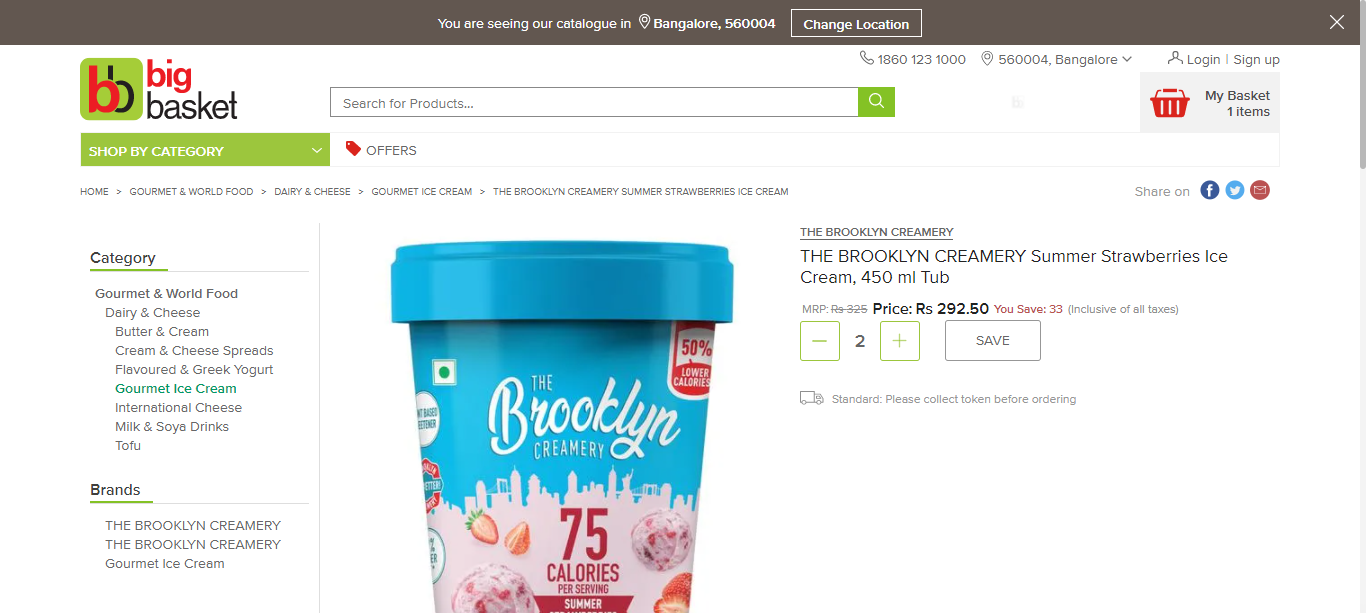 You are seeing our catalogue in Bangalore, 560004 Change Location
1860 123 1000 560004, Bangalore Login | Sign up
bb big basket
Search for Products...
My Basket
1 items
SHOP BY CATEGORY OFFERS
HOME > GOURMET & WORLD FOOD > DAIRY & CHEESE > GOURMET ICE CREAM > THE BROOKLYN CREAMERY SUMMER STRAWBERRIES ICE CREAM
Share on
Category
Gourmet & World Food
Dairy & Cheese
Butter & Cream
Cream & Cheese Spreads
Flavoured & Greek Yogurt
Gourmet Ice Cream
International Cheese
Milk & Soya Drinks
Tofu
Brands
THE BROOKLYN CREAMERY
THE BROOKLYN CREAMERY
Gourmet Ice Cream
50%
LOWER
CALORIES
THE
Brooklyn
CREAMERY
75
CALORIES
PER SERVING
SUMMER
THE BROOKLYN CREAMERY
THE BROOKLYN CREAMERY Summer Strawberries Ice
Cream, 450 ml Tub
MRP: Rs 325 Price: Rs 292.50 You Save: 33 (Inclusive of all taxes)
2 SAVE
Standard: Please collect token before ordering